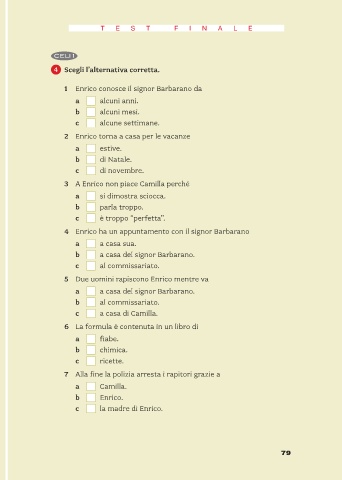 TEST FINALE
CELI 1
4 Scegli l'alternativa corretta.
1 Enrico conosce il signor Barbarano da
a alcuni anni.
b alcuni mesi.
c alcune settimane.
2 Enrico torna a casa per le vacanze
a estive.
b di Natale.
c di novembre.
3 A Enrico non piace Camilla perché
a si dimostra sciocca.
b parla troppo.
c è troppo "perfetta".
4 Enrico ha un appuntamento con il signor Barbarano
a a casa sua.
b a casa del signor Barbarano.
c al commissariato.
5 Due uomini rapiscono Enrico mentre va
a a casa del signor Barbarano.
b al commissariato.
c a casa di Camilla.
6 La formula è contenuta in un libro di
a fiabe.
b chimica.
c ricette.
7 Alla fine la polizia arresta i rapitori grazie a
a Camilla.
b Enrico.
c la madre di Enrico.
79